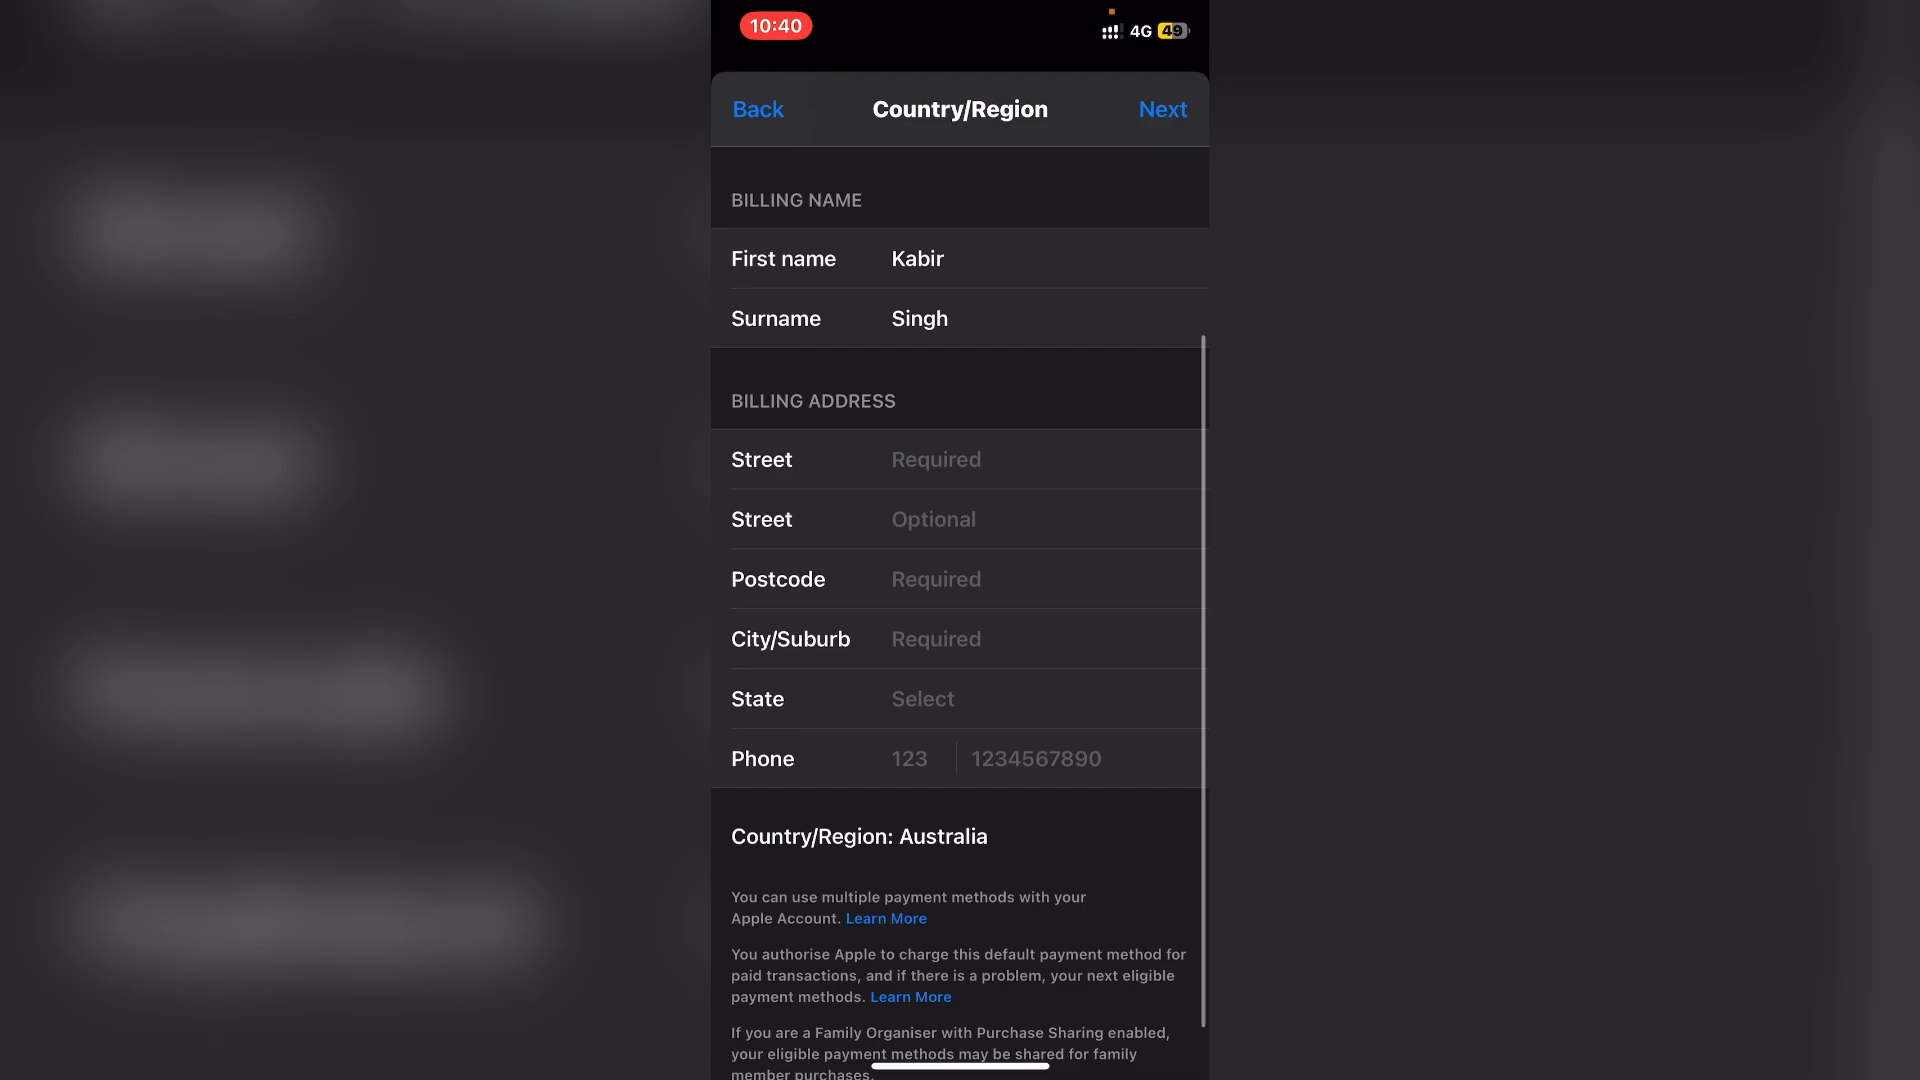 10:40
4G 49
Back Country/Region Next
BILLING NAME
First name Kabir
Surname Singh
BILLING ADDRESS
Street Required
Street Optional
Postcode Required
City/Suburb Required
State Select
Phone 123 1234567890
Country/Region: Australia
You can use multiple payment methods with your
Apple Account. Learn More
You authorise Apple to charge this default payment method for
paid transactions, and if there is a problem, your next eligible
payment methods. Learn More
If you are a Family Organiser with Purchase Sharing enabled,
your eligible payment methods may be shared for family
member purchases.